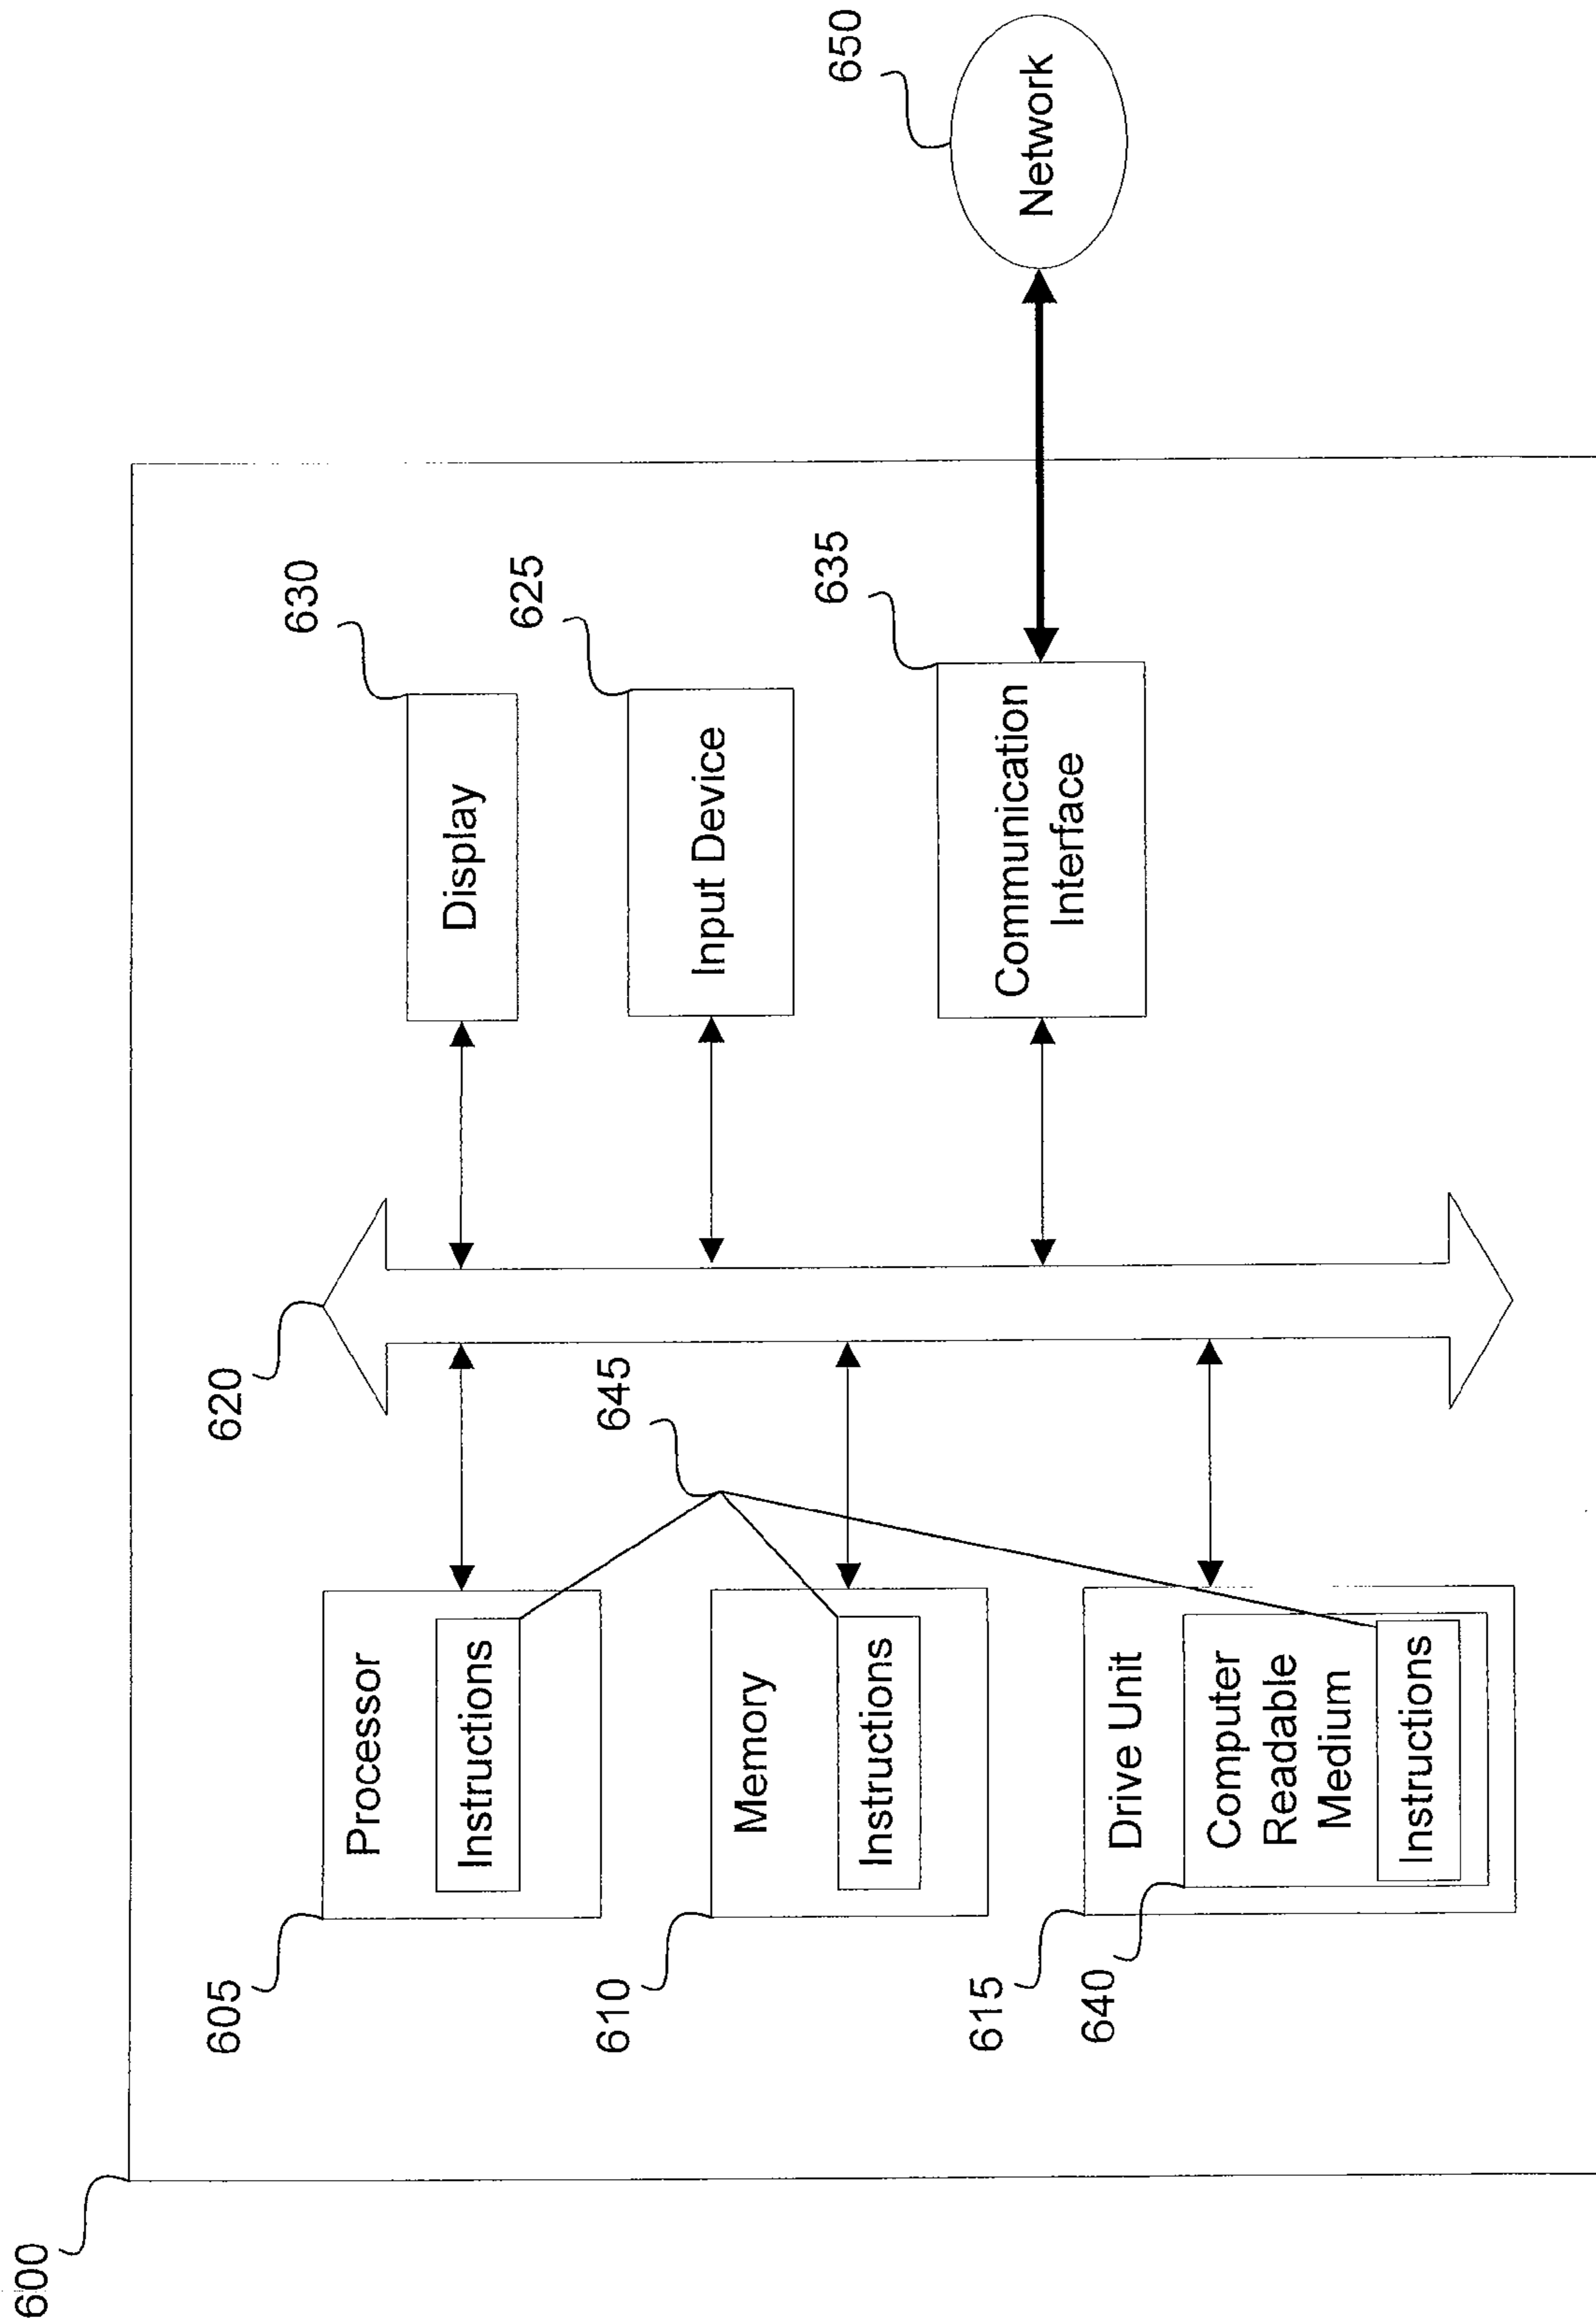 600
605
Processor
Instructions
610
Memory
Instructions
615
Drive Unit
640
Computer
Readable
Medium
Instructions
620
645
630
Display
625
Input Device
635
Communication
Interface
650
Network